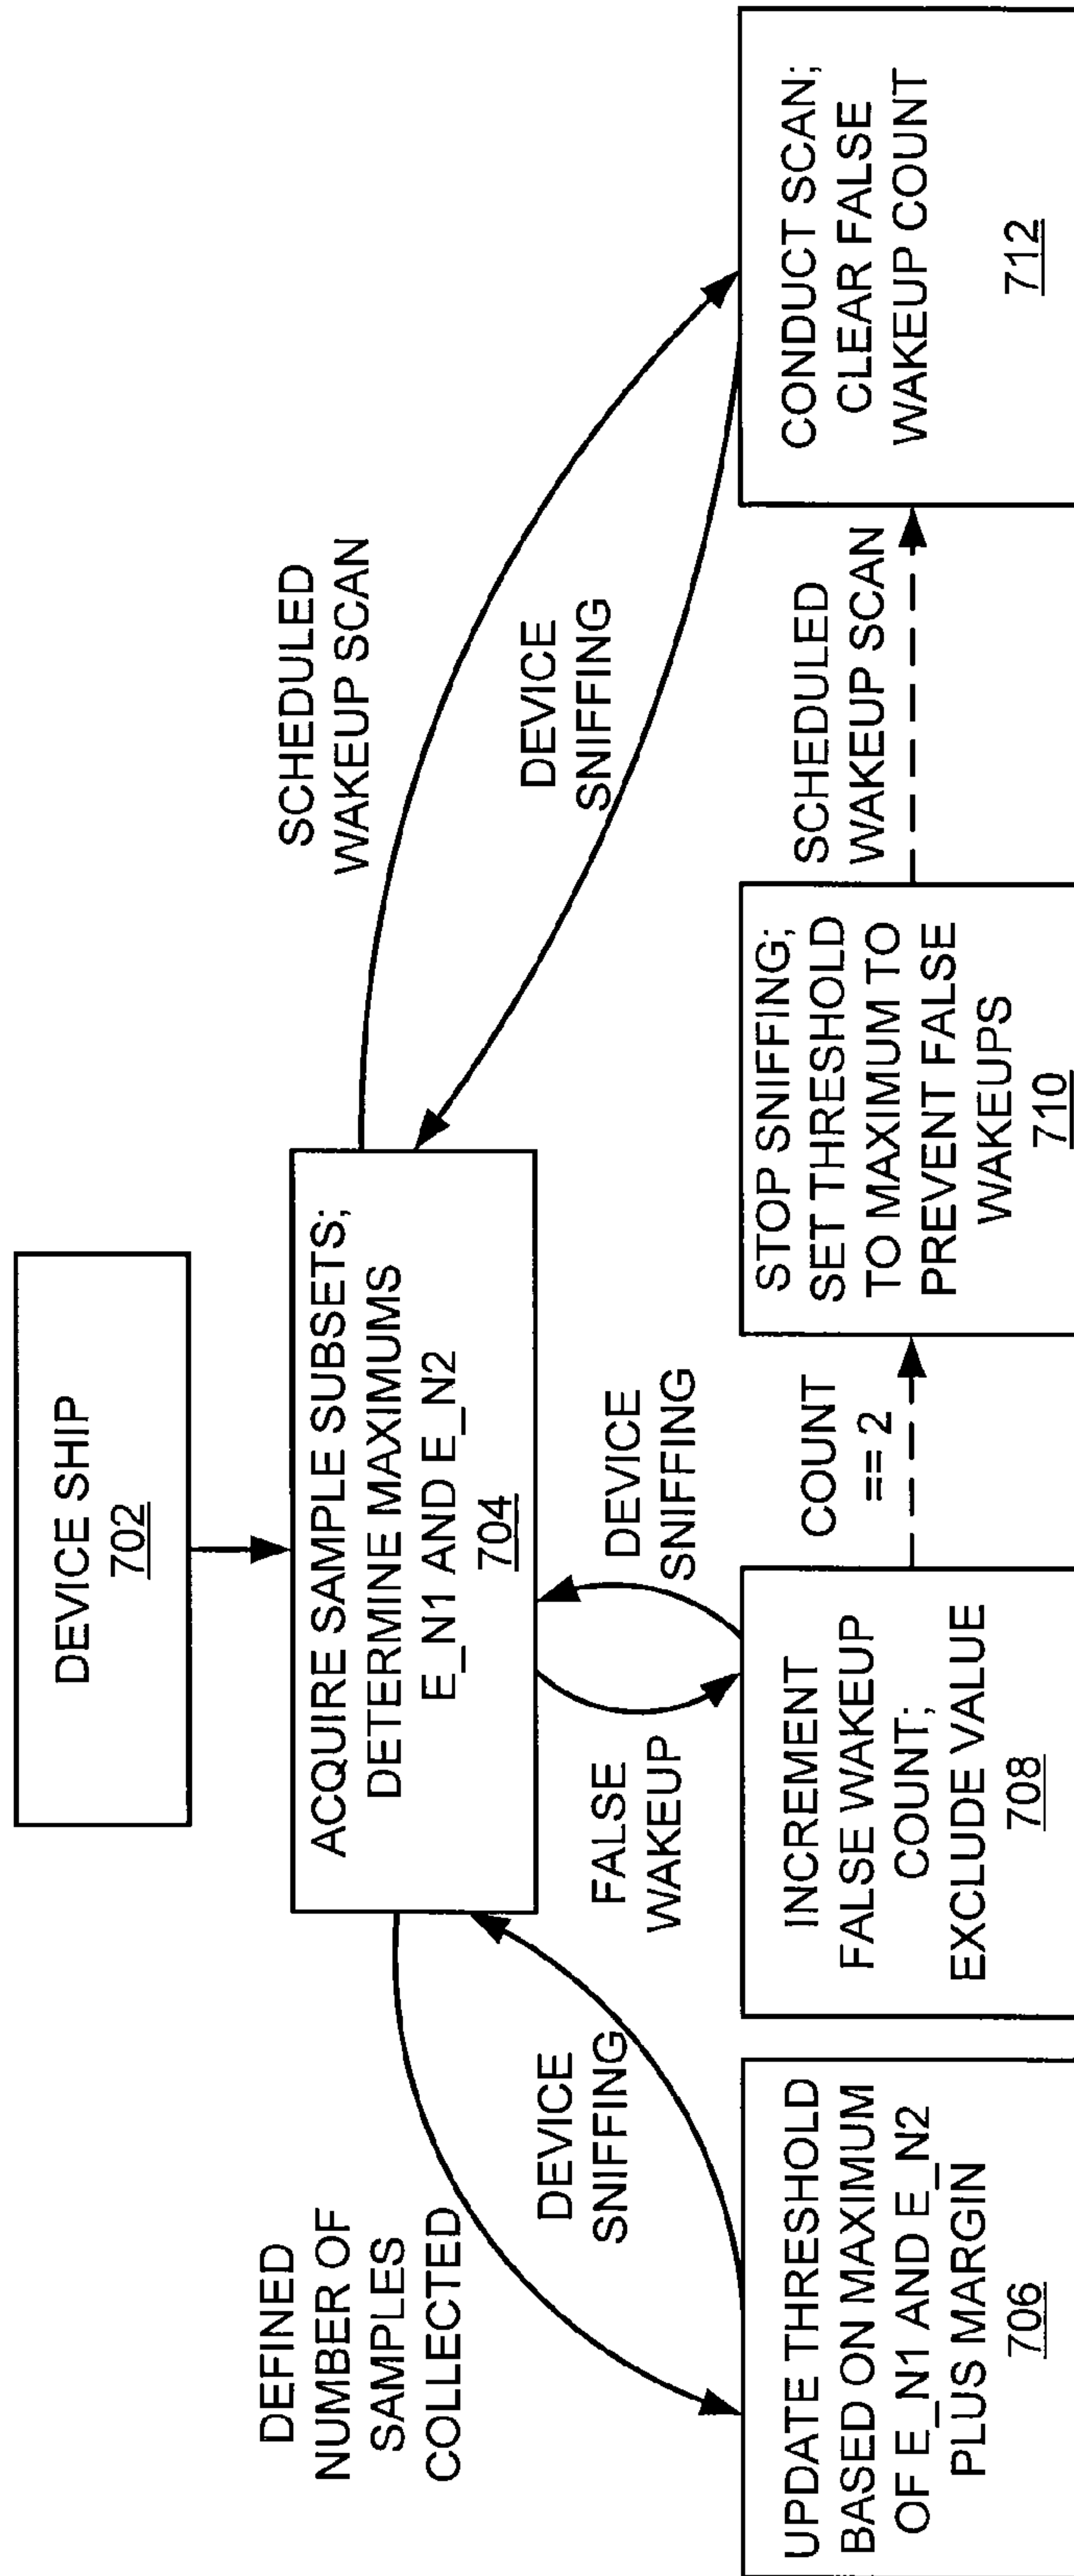 DEVICE SHIP
702
ACQUIRE SAMPLE SUBSETS;
DETERMINE MAXIMUMS
E_N1 AND E_N2
704
DEFINED
NUMBER OF
SAMPLES
COLLECTED
DEVICE
SNIFFING
FALSE
WAKEUP
DEVICE
SNIFFING
SCHEDULED
WAKEUP SCAN
DEVICE
SNIFFING
UPDATE THRESHOLD
BASED ON MAXIMUM
OF E_N1 AND E_N2
PLUS MARGIN
706
INCREMENT
FALSE WAKEUP
COUNT;
EXCLUDE VALUE
708
COUNT
== 2
STOP SNIFFING;
SET THRESHOLD
TO MAXIMUM TO
PREVENT FALSE
WAKEUPS
710
SCHEDULED
WAKEUP SCAN
CONDUCT SCAN;
CLEAR FALSE
WAKEUP COUNT
712